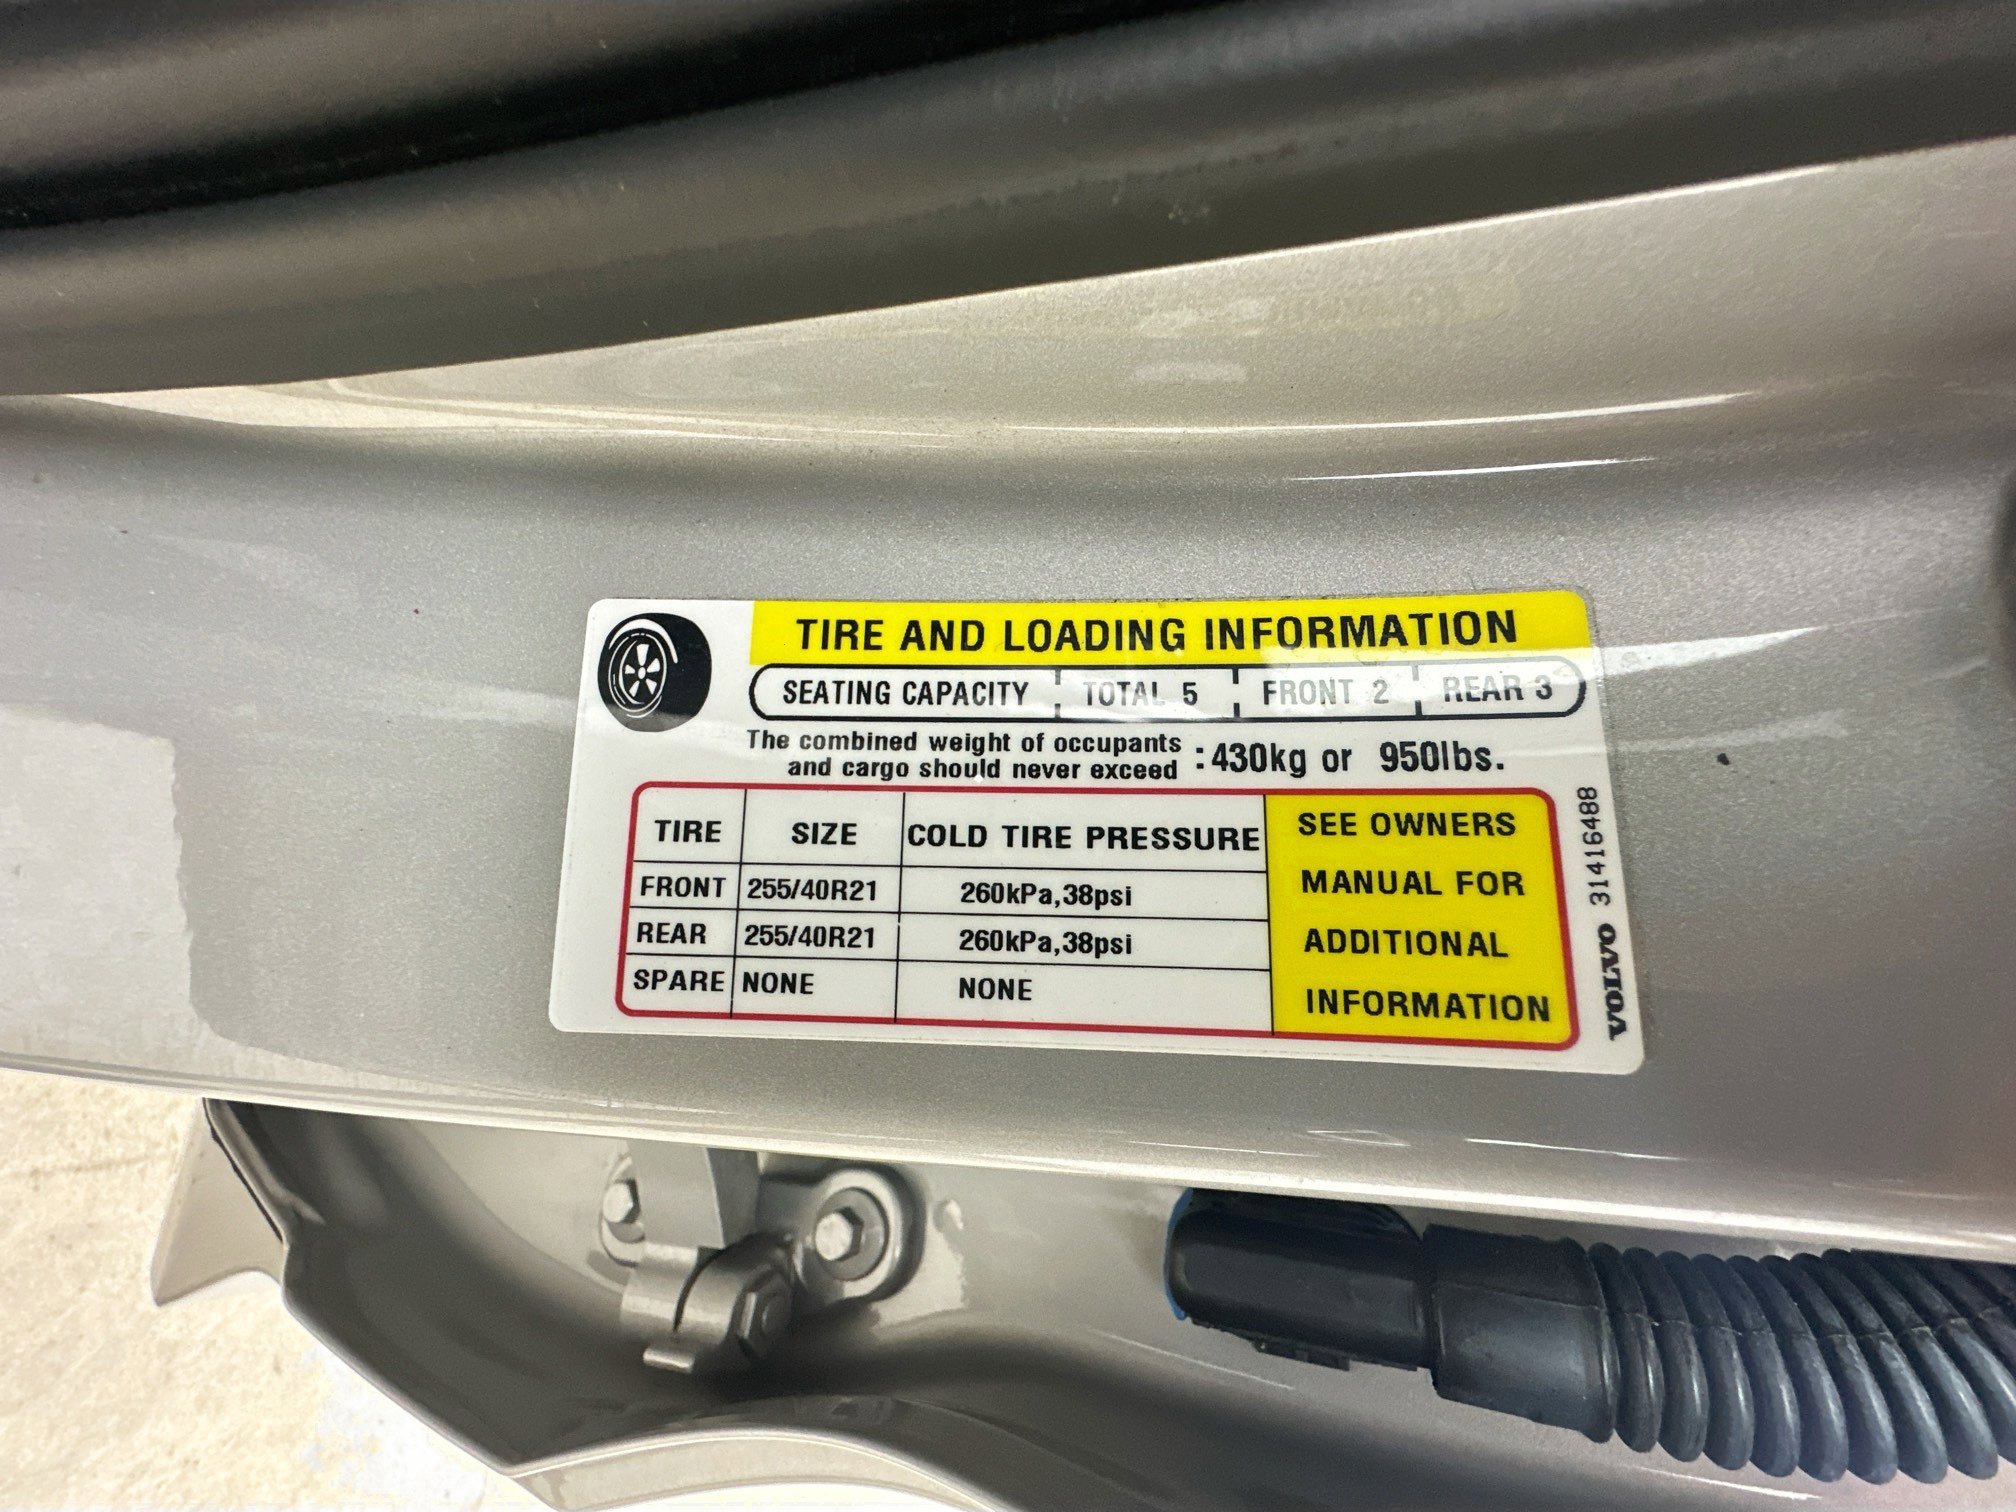 TIRE AND LOADING INFORMATION
SEATING CAPACITY TOTAL 5 FRONT 2 REAR 3
The combined weight of occupants
and cargo should never exceed :430kg or 950lbs.
TIRE SIZE COLD TIRE PRESSURE
FRONT 255/40R21 260kPa,38psi
REAR 255/40R21 260kPa,38psi
SPARE NONE NONE
SEE OWNERS
MANUAL FOR
ADDITIONAL
INFORMATION
VOLVO 31416488